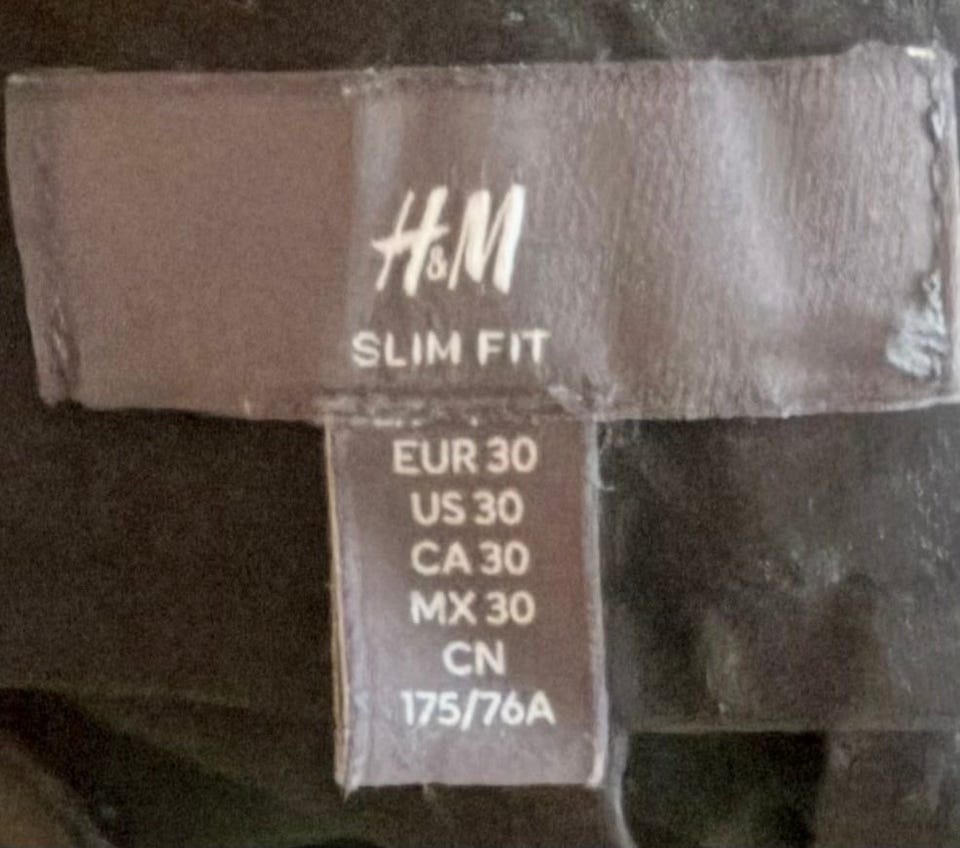 H&M
SLIM FIT
EUR 30
US 30
CA 30
MX 30
CN
175/76A